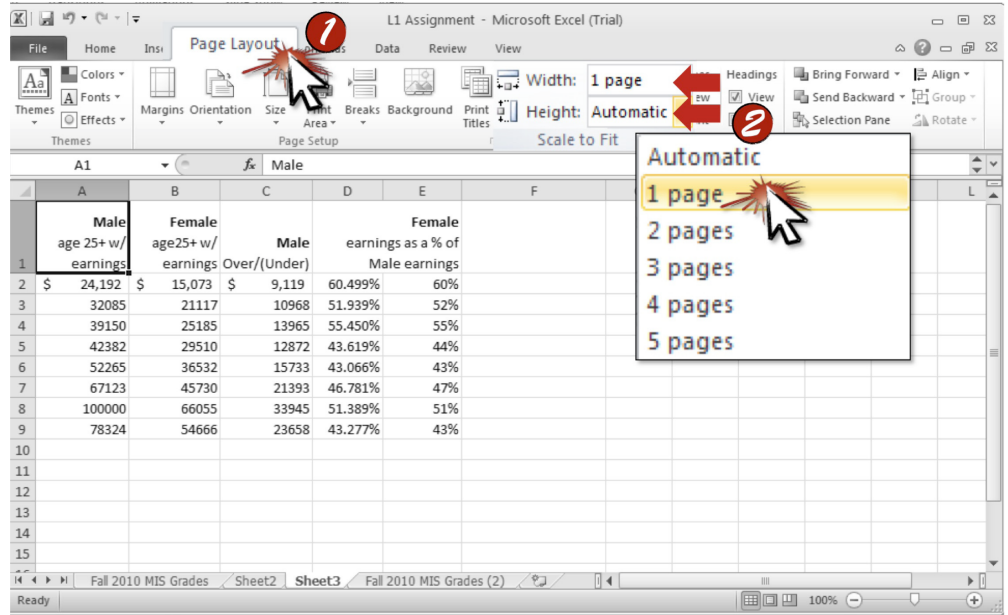 L1 Assignment - Microsoft Excel (Trial)
File Home Page Layout Data Review View
1
Colors
Fonts
Effects
Themes
Margins Orientation Size Print Area Breaks Background Print Titles
Width: 1 page
Height: Automatic
Headings
View
Bring Forward
Send Backward
Selection Pane
Align
Group
Rotate
Themes Page Setup Scale to Fit
2
Automatic
1 page
2 pages
3 pages
4 pages
5 pages
A1 fx Male
A B C D E F L
Male Female Female
age 25+ w/ age25+ w/ Male earnings as a % of
1 earnings earnings Over/(Under) Male earnings
2 $ 24,192 $ 15,073 $ 9,119 60.499% 60%
3 32085 21117 10968 51.939% 52%
4 39150 25185 13965 55.450% 55%
5 42382 29510 12872 43.619% 44%
6 52265 36532 15733 43.066% 43%
7 67123 45730 21393 46.781% 47%
8 100000 66055 33945 51.389% 51%
9 78324 54666 23658 43.277% 43%
10
11
12
13
14
15
Fall 2010 MIS Grades Sheet2 Sheet3 Fall 2010 MIS Grades (2)
Ready 100%